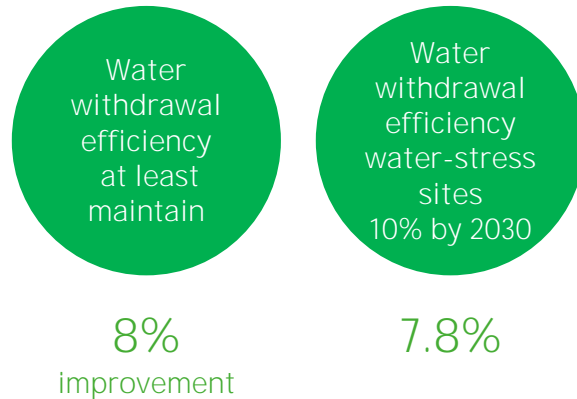 Water
withdrawal
efficiency
at least
maintain
Water
withdrawal
efficiency
water-stress
sites
10% by 2030
8%
improvement
7.8%